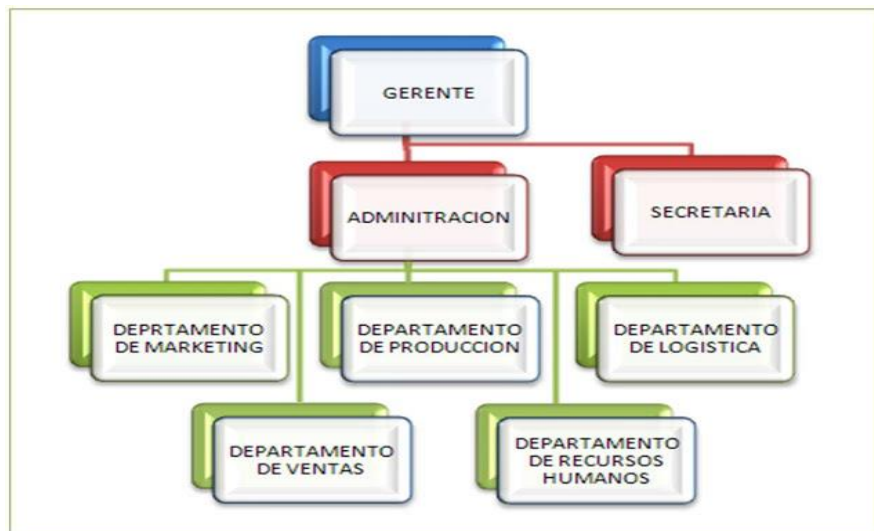 GERENTE
ADMINITRACION
SECRETARIA
DEPRTAMENTO
DE MARKETING
DEPARTAMENTO
DE PRODUCCION
DEPARTAMENTO
DE LOGISTICA
DEPARTAMENTO
DE VENTAS
DEPARTAMENTO
DE RECURSOS
HUMANOS